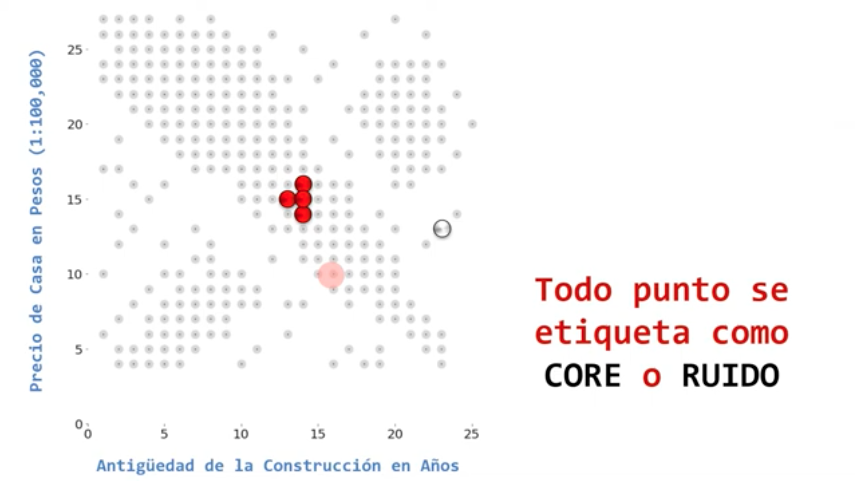 Precio de Casa en Pesos (1:100,000)
25
20
15
10
5
0
0 5 10 15 20 25
Antigüedad de la Construcción en Años
Todo punto se
etiqueta como
CORE o RUIDO